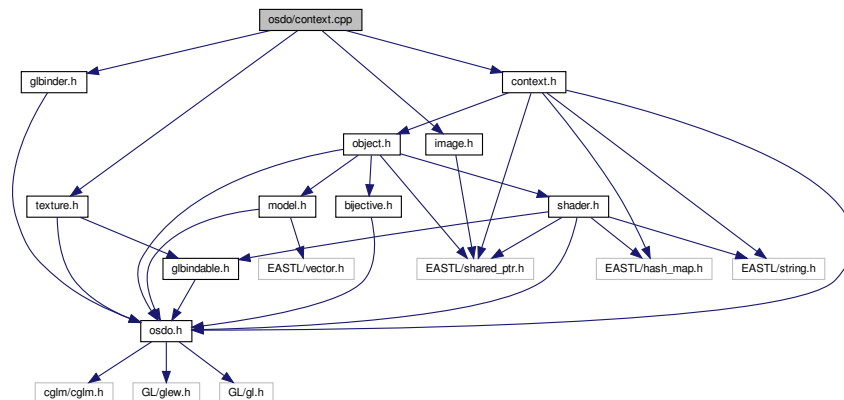 osdo/context.cpp
glbinder.h
context.h
object.h
image.h
texture.h
model.h
bijective.h
shader.h
glbindable.h
EASTL/vector.h
EASTL/shared_ptr.h
EASTL/hash_map.h
EASTL/string.h
osdo.h
cglm/cglm.h
GL/glew.h
GL/gl.h